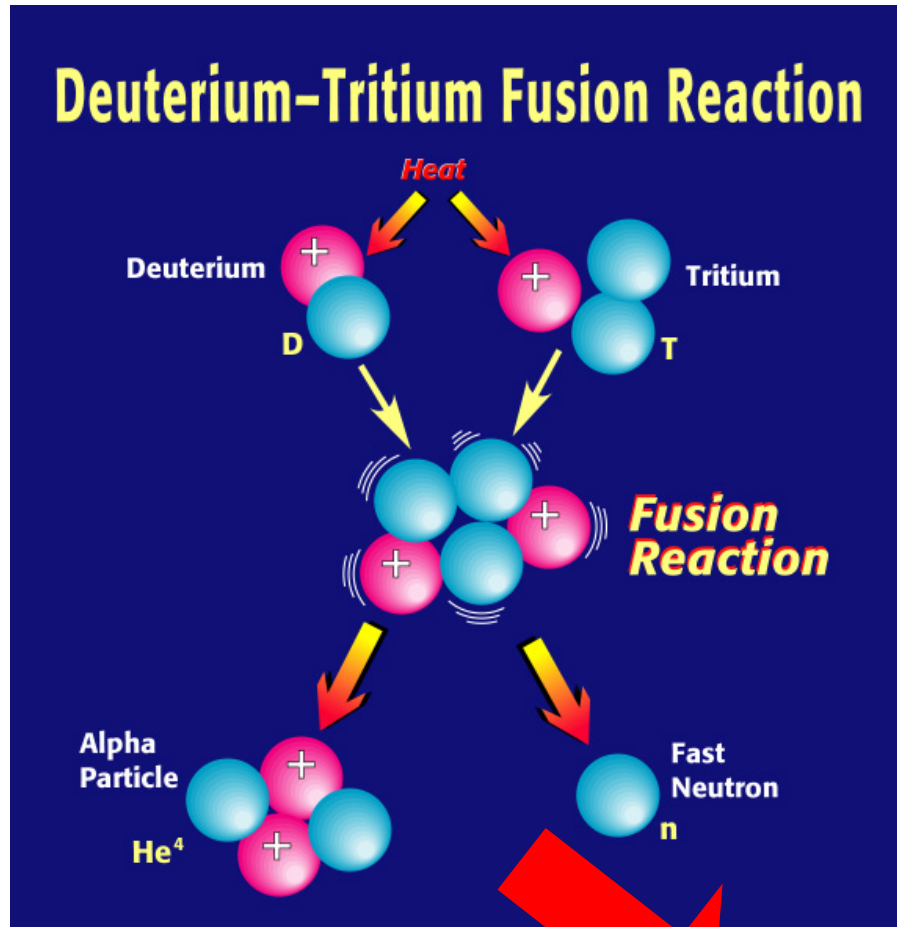 Deuterium–Tritium Fusion Reaction
Heat
Deuterium
Tritium
+
+
D
T
+
+
Fusion
Reaction
Alpha
Particle
+
+
He⁴
Fast
Neutron
n